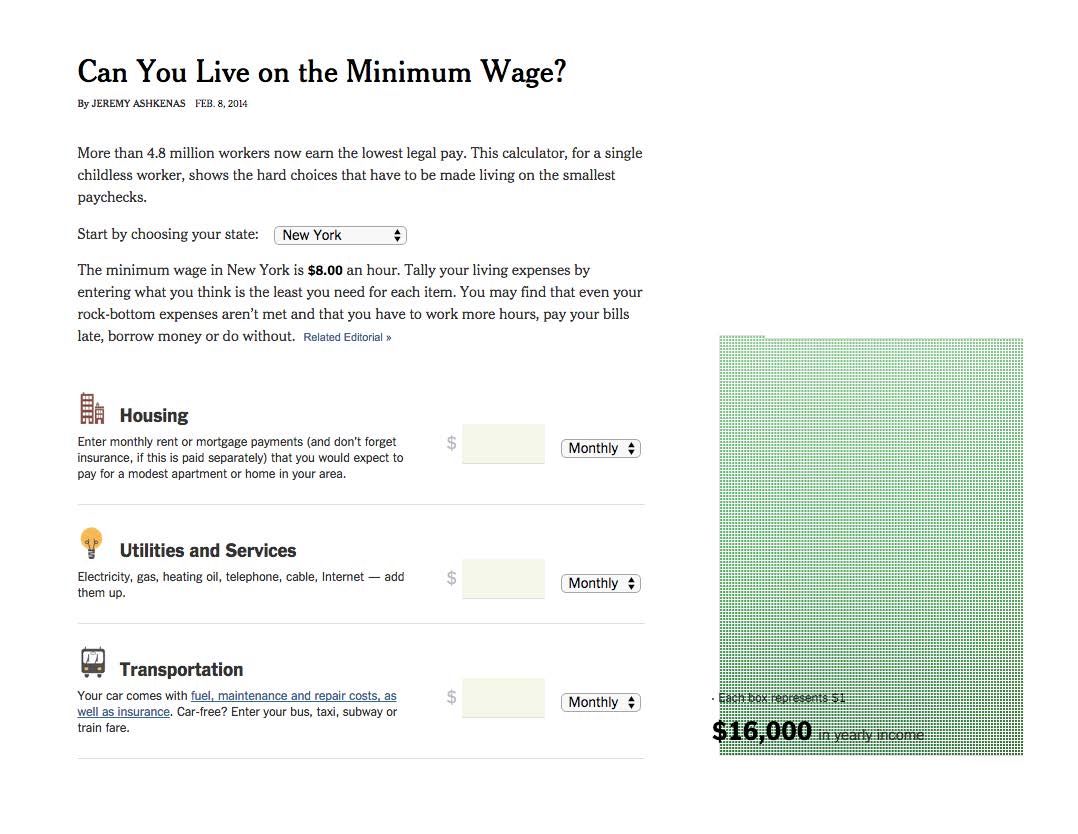 Can You Live on the Minimum Wage?
By JEREMY ASHKENAS FEB. 8, 2014
More than 4.8 million workers now earn the lowest legal pay. This calculator, for a single
childless worker, shows the hard choices that have to be made living on the smallest
paychecks.
Start by choosing your state: New York
The minimum wage in New York is $8.00 an hour. Tally your living expenses by
entering what you think is the least you need for each item. You may find that even your
rock-bottom expenses aren't met and that you have to work more hours, pay your bills
late, borrow money or do without. Related Editorial »
Housing
Enter monthly rent or mortgage payments (and don't forget
insurance, if this is paid separately) that you would expect to
pay for a modest apartment or home in your area.
$ Monthly
Utilities and Services
Electricity, gas, heating oil, telephone, cable, Internet — add
them up.
$ Monthly
Transportation
Your car comes with fuel, maintenance and repair costs, as
well as insurance. Car-free? Enter your bus, taxi, subway or
train fare.
$ Monthly
Each box represents $1
$16,000 in yearly income